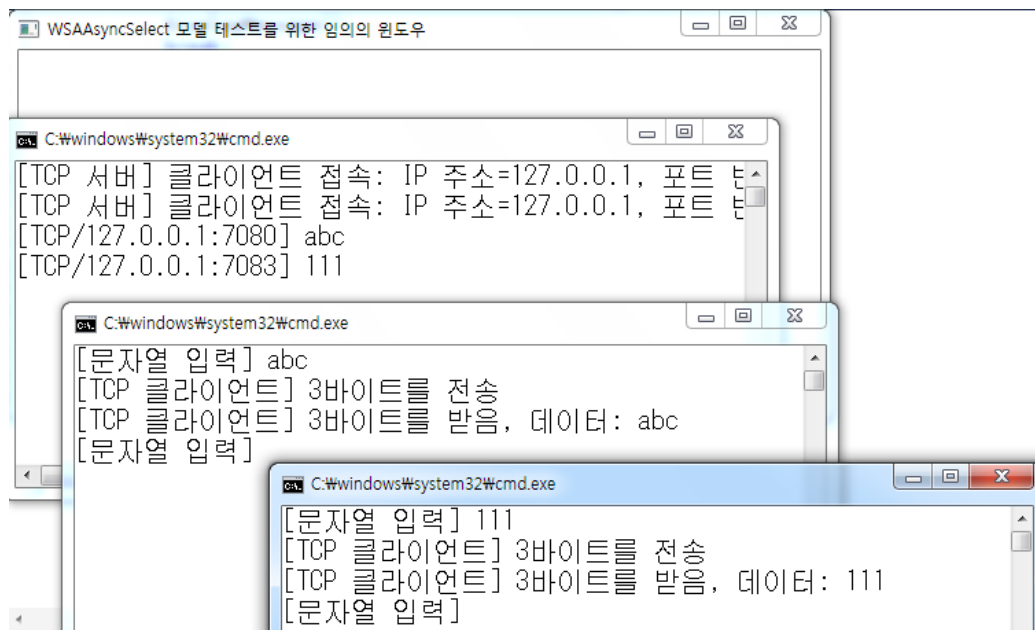 WSAAsyncSelect 모델 테스트를 위한 임의의 윈도우
C:₩windows₩system32₩cmd.exe
[TCP 서버] 클라이언트 접속: IP 주소=127.0.0.1, 포트
[TCP 서버] 클라이언트 접속: IP 주소=127.0.0.1, 포트
[TCP/127.0.0.1:7080] abc
[TCP/127.0.0.1:7083] 111
C:₩windows₩system32₩cmd.exe
[문자열 입력] abc
[TCP 클라이언트] 3바이트를 전송
[TCP 클라이언트] 3바이트를 받음, 데이터: abc
[문자열 입력]
C:₩windows₩system32₩cmd.exe
[문자열 입력] 111
[TCP 클라이언트] 3바이트를 전송
[TCP 클라이언트] 3바이트를 받음, 데이터: 111
[문자열 입력]